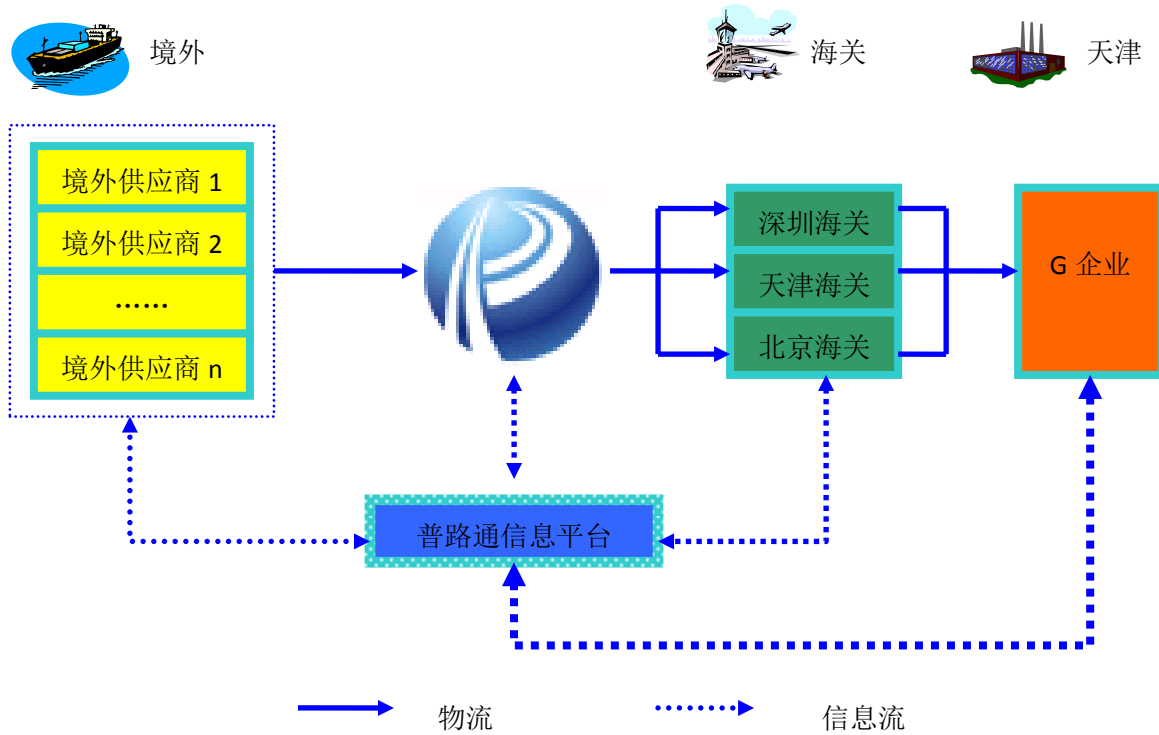 境外
海关
天津
境外供应商 1
境外供应商 2
……
境外供应商 n
深圳海关
天津海关
北京海关
G 企业
普路通信息平台
物流
信息流